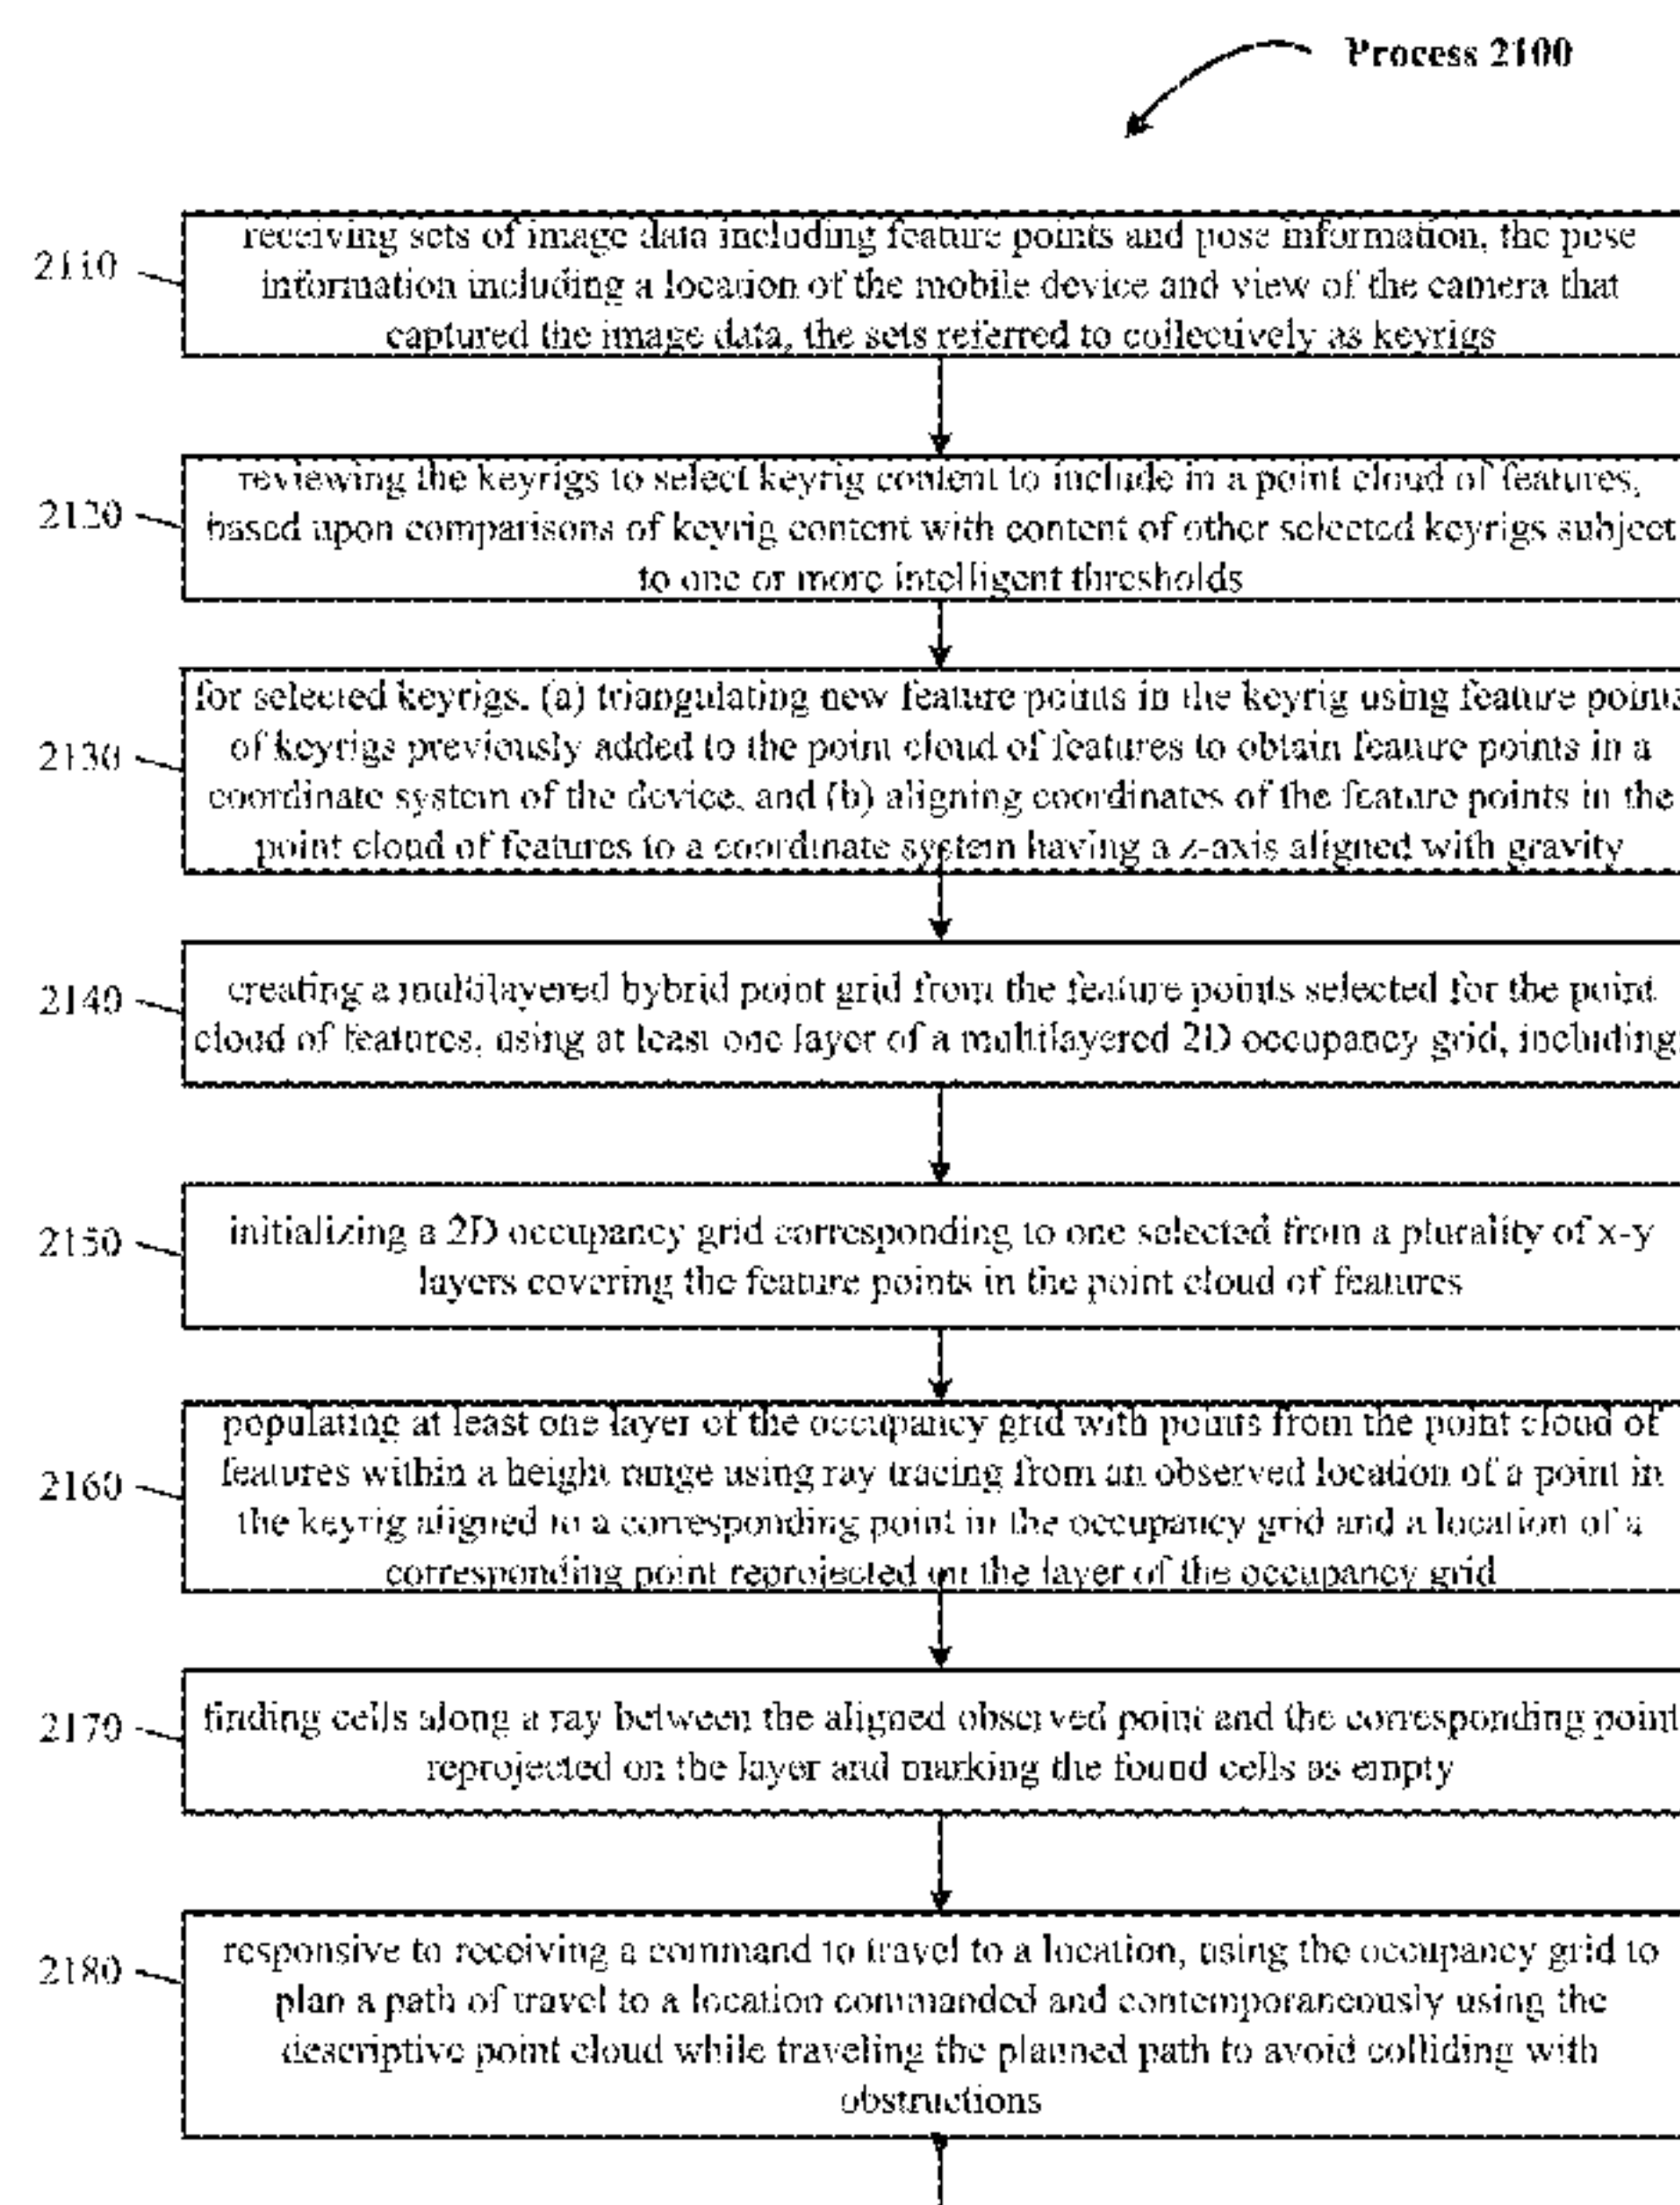 Process 2100
2110
receiving sets of image data including feature points and pose information, the pose
information including a location of the mobile device and view of the camera that
captured the image data, the sets referred to collectively as keyrigs
2120
reviewing the keyrigs to select keyrig content to include in a point cloud of features,
based upon comparisons of keyrig content with content of other selected keyrigs subject
to one or more intelligent thresholds
2130
for selected keyrigs, (a) triangulating new feature points in the keyrig using feature points
of keyrigs previously added to the point cloud of features to obtain feature points in a
coordinate system of the device, and (b) aligning coordinates of the feature points in the
point cloud of features to a coordinate system having a z-axis aligned with gravity
2140
creating a multilayered hybrid point grid from the feature points selected for the point
cloud of features, using at least one layer of a multilayered 2D occupancy grid, including:
2150
initializing a 2D occupancy grid corresponding to one selected from a plurality of x-y
layers covering the feature points in the point cloud of features
2160
populating at least one layer of the occupancy grid with points from the point cloud of
features within a height range using ray tracing from an observed location of a point in
the keyrig aligned to a corresponding point in the occupancy grid and a location of a
corresponding point reprojected on the layer of the occupancy grid
2170
finding cells along a ray between the aligned observed point and the corresponding point
reprojected on the layer and marking the found cells as empty
2180
responsive to receiving a command to travel to a location, using the occupancy grid to
plan a path of travel to a location commanded and contemporaneously using the
descriptive point cloud while traveling the planned path to avoid colliding with
obstructions